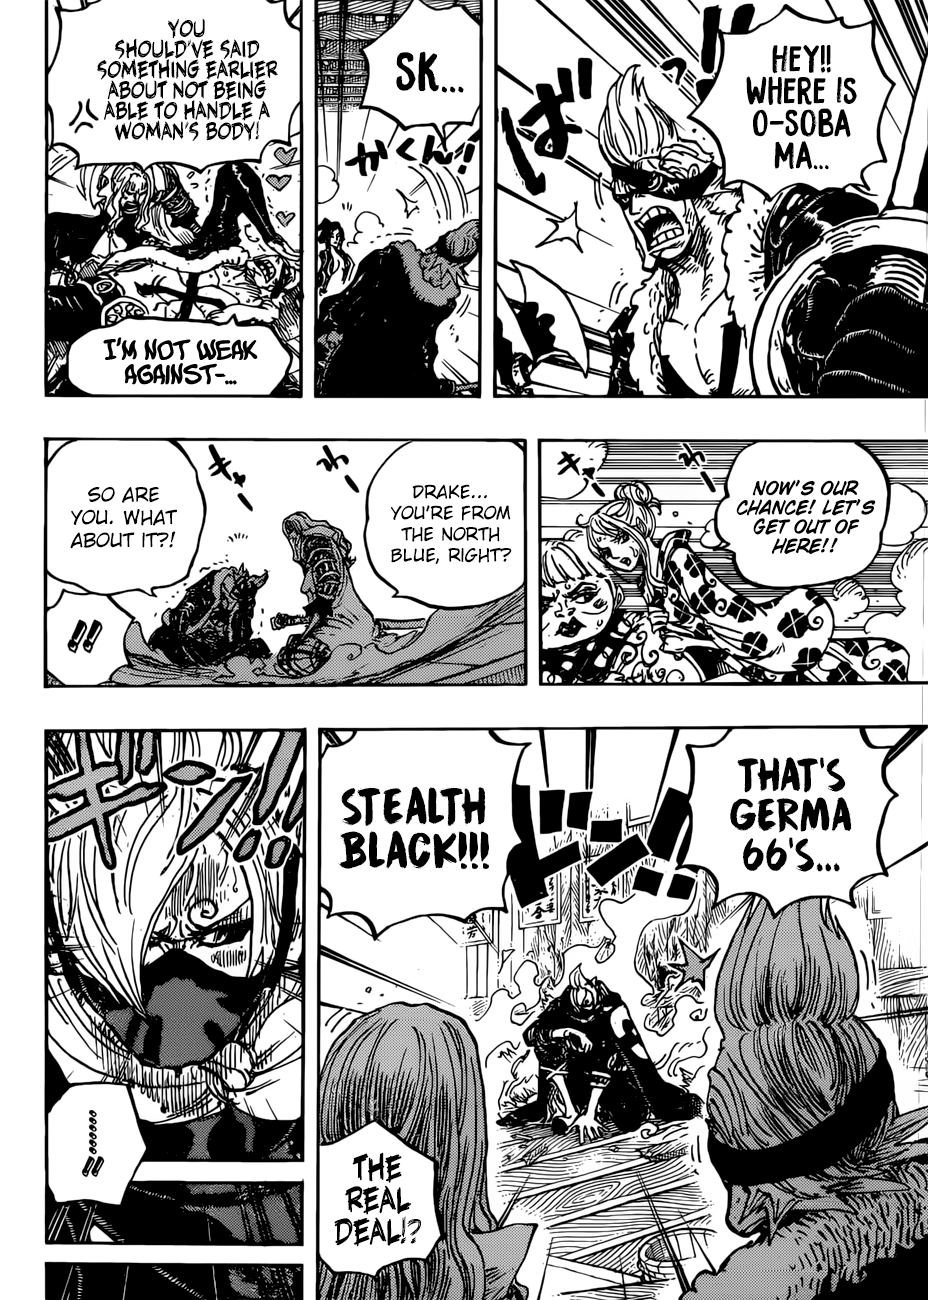 HEY!!
WHERE IS
O-SOBA
MA...
ば
SK...
かくん!
YOU
SHOULD'VE SAID
SOMETHING EARLIER
ABOUT NOT BEING
ABLE TO HANDLE A
WOMAN'S BODY!
I'M NOT WEAK
AGAINST-...
NOW'S OUR
CHANCE! LET'S
GET OUT OF
HERE!!
DRAKE...
YOU'RE FROM
THE NORTH
BLUE, RIGHT?
SO ARE
YOU. WHAT
ABOUT IT?!
!!
THAT'S
GERMA
66'S...
STEALTH
BLACK!!!
THE
REAL
DEAL!?
ギン!!